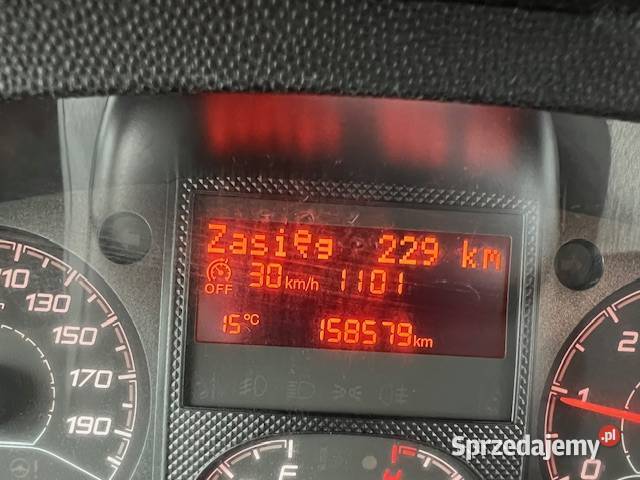 Zasięg 229 km
OFF 30 km/h 1101
15°C 158579 km
110
130
150
170
190
F
H
1
2
0
Sprzedajemy.pl